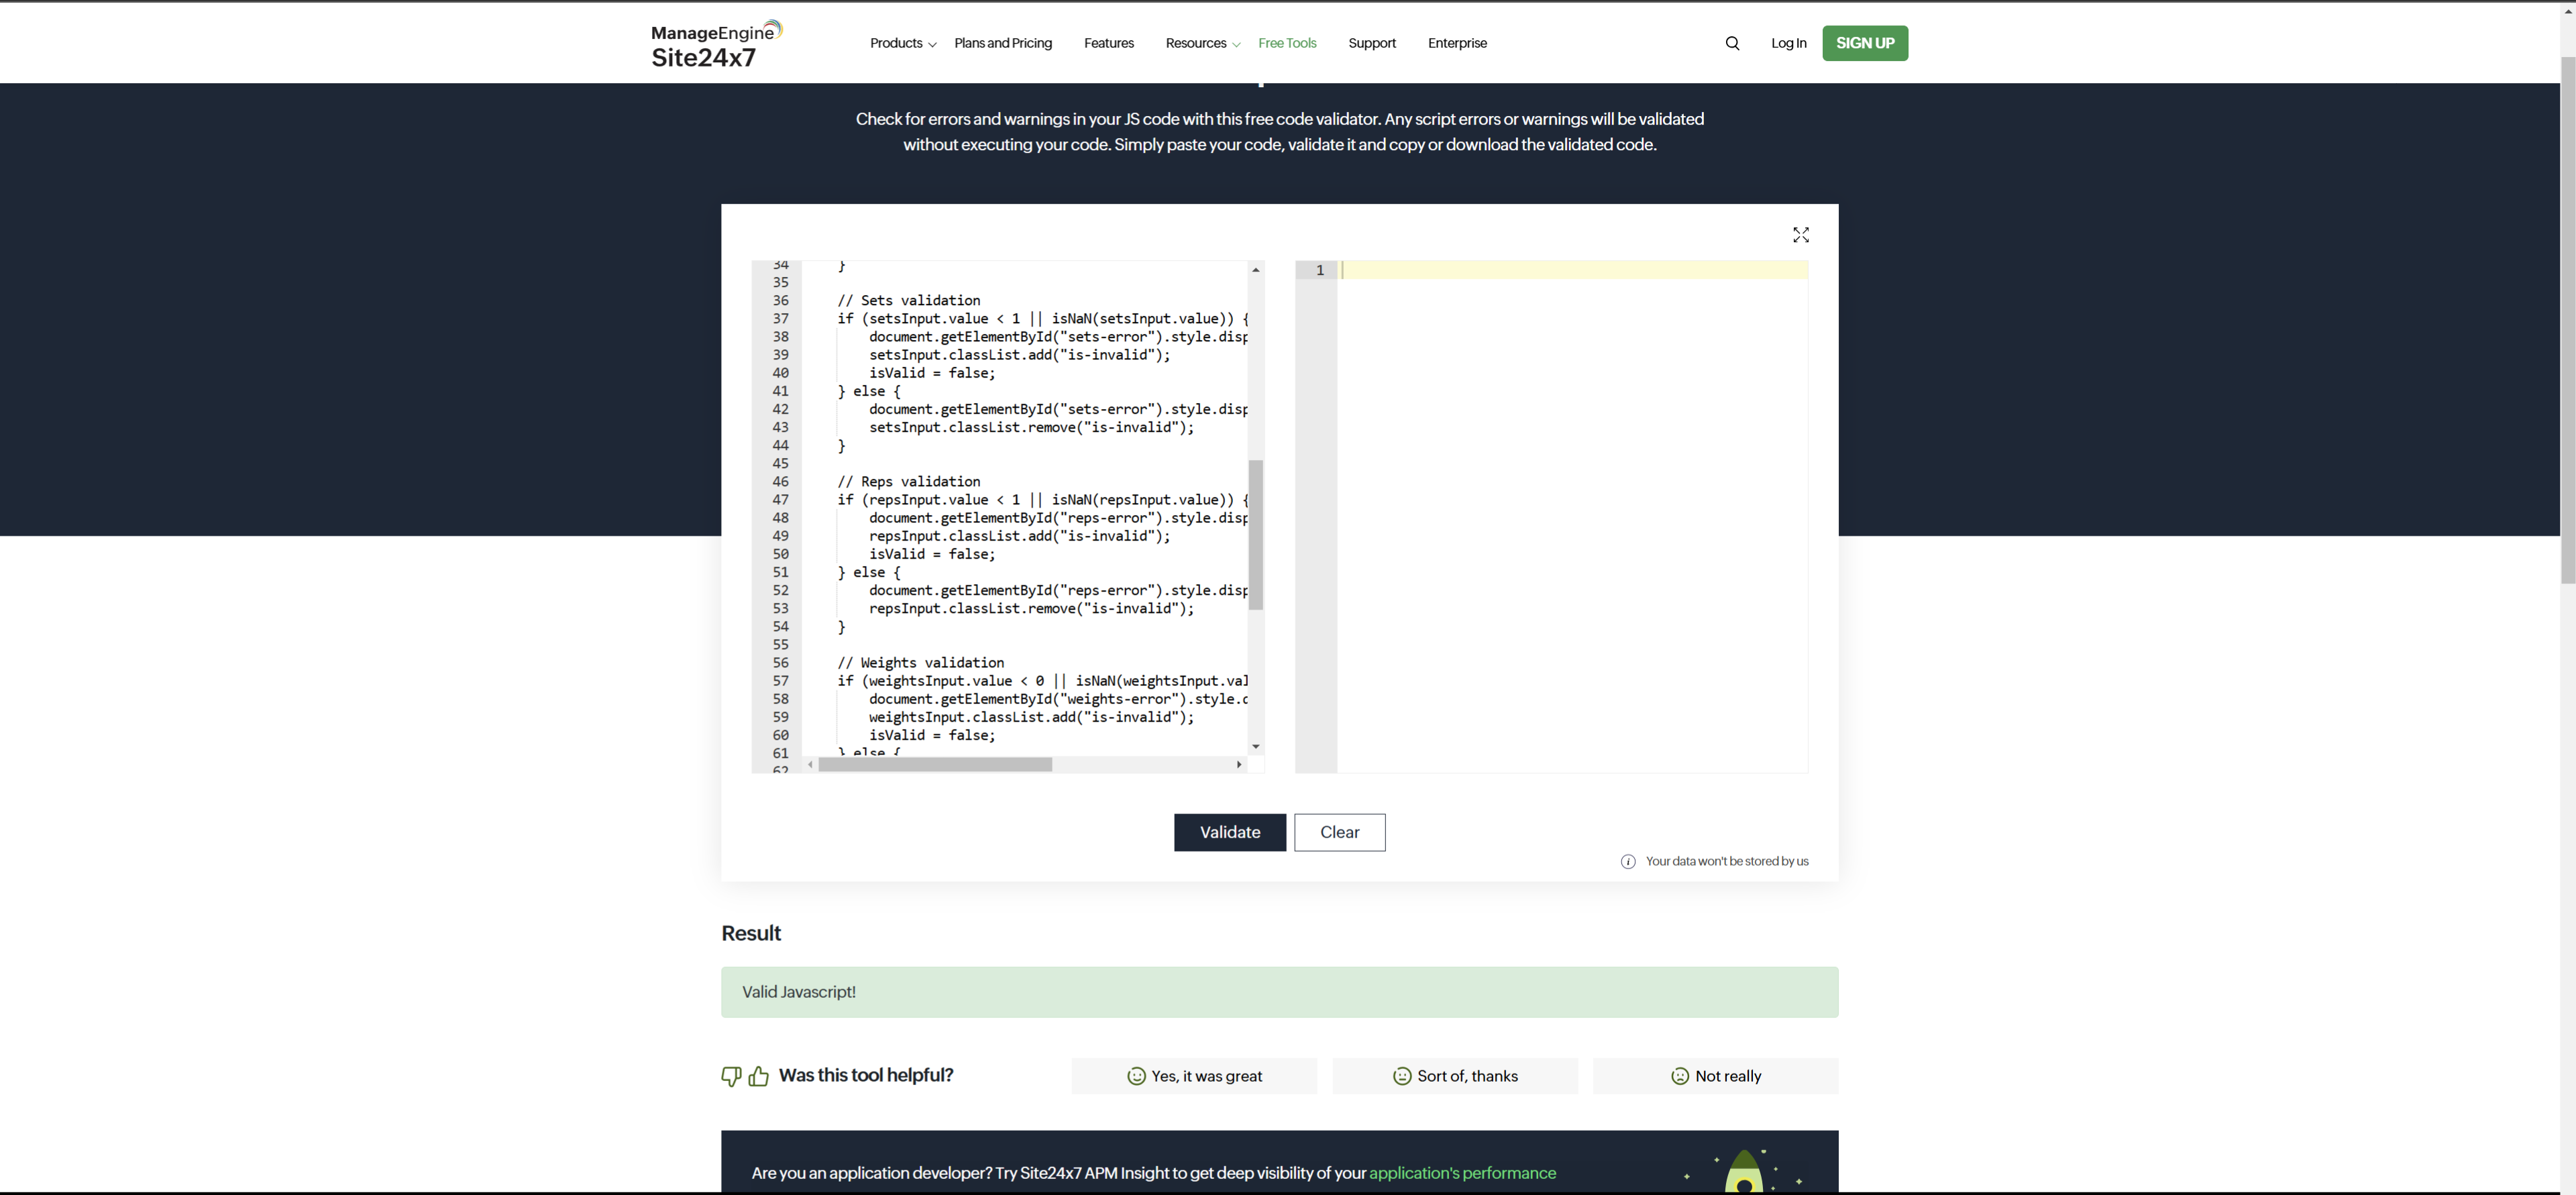 ManageEngine
Site24x7
Products
Plans and Pricing
Features
Resources
Free Tools
Support
Enterprise
Log In
SIGN UP
Check for errors and warnings in your JS code with this free code validator. Any script errors or warnings will be validated
without executing your code. Simply paste your code, validate it and copy or download the validated code.
34 }
35
36 // Sets validation
37 if (setsInput.value < 1 || isNaN(setsInput.value)) {
38 document.getElementById("sets-error").style.disp
39 setsInput.classList.add("is-invalid");
40 isValid = false;
41 } else {
42 document.getElementById("sets-error").style.disp
43 setsInput.classList.remove("is-invalid");
44 }
45
46 // Reps validation
47 if (repsInput.value < 1 || isNaN(repsInput.value)) {
48 document.getElementById("reps-error").style.disp
49 repsInput.classList.add("is-invalid");
50 isValid = false;
51 } else {
52 document.getElementById("reps-error").style.disp
53 repsInput.classList.remove("is-invalid");
54 }
55
56 // Weights validation
57 if (weightsInput.value < 0 || isNaN(weightsInput.val
58 document.getElementById("weights-error").style.d
59 weightsInput.classList.add("is-invalid");
60 isValid = false;
61 } else {
62
1
Validate
Clear
Your data won't be stored by us
Result
Valid Javascript!
Was this tool helpful?
Yes, it was great
Sort of, thanks
Not really
Are you an application developer? Try Site24x7 APM Insight to get deep visibility of your application's performance